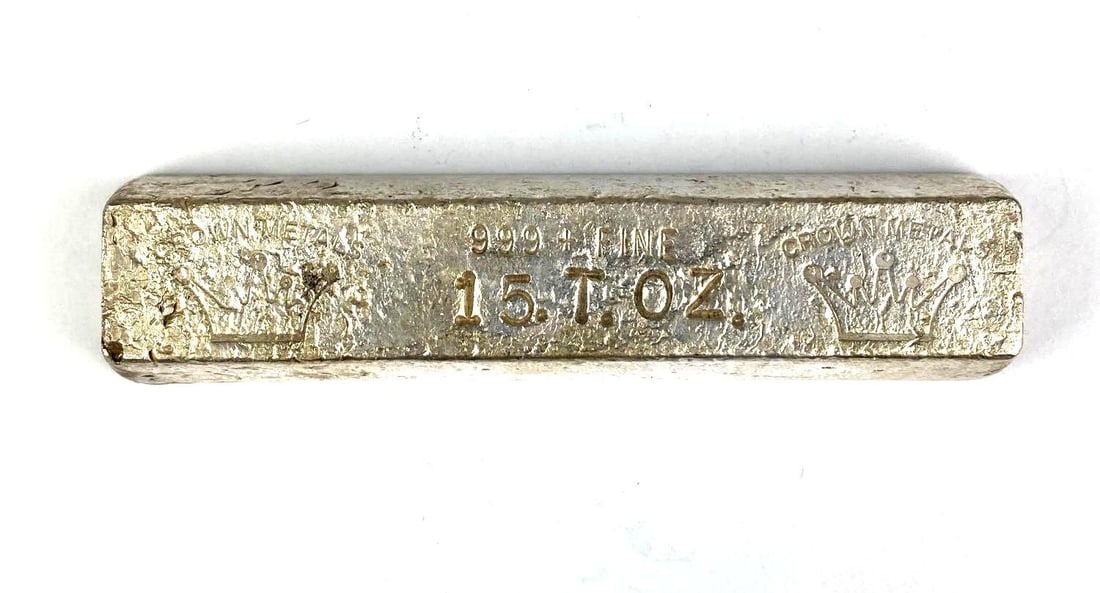 CROWN METALS
999+ FINE
CROWN METALS
15.T.OZ.